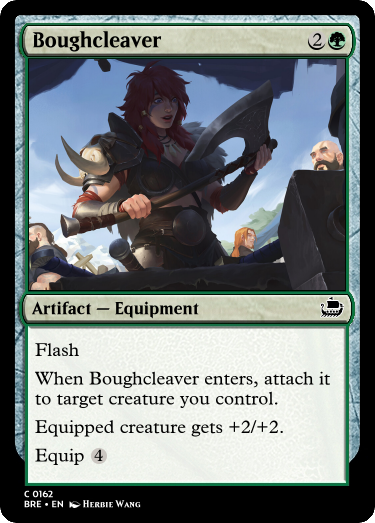 Boughcleaver 2
Artifact — Equipment
Flash
When Boughcleaver enters, attach it
to target creature you control.
Equipped creature gets +2/+2.
Equip 4
C 0162
BRE • EN Herbie Wang